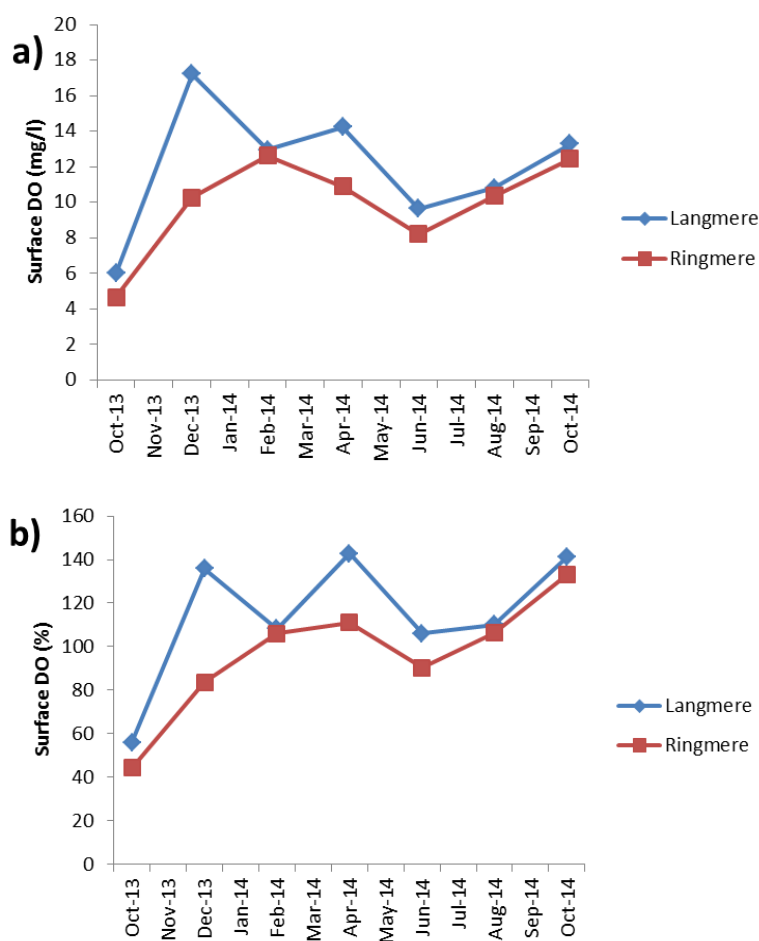 a)
Surface DO (mg/l)
20
18
16
14
12
10
8
6
4
2
0
Oct-13
Nov-13
Dec-13
Jan-14
Feb-14
Mar-14
Apr-14
May-14
Jun-14
Jul-14
Aug-14
Sep-14
Oct-14
Langmere
Ringmere
b)
Surface DO (%)
160
140
120
100
80
60
40
20
0
Oct-13
Nov-13
Dec-13
Jan-14
Feb-14
Mar-14
Apr-14
May-14
Jun-14
Jul-14
Aug-14
Sep-14
Oct-14
Langmere
Ringmere